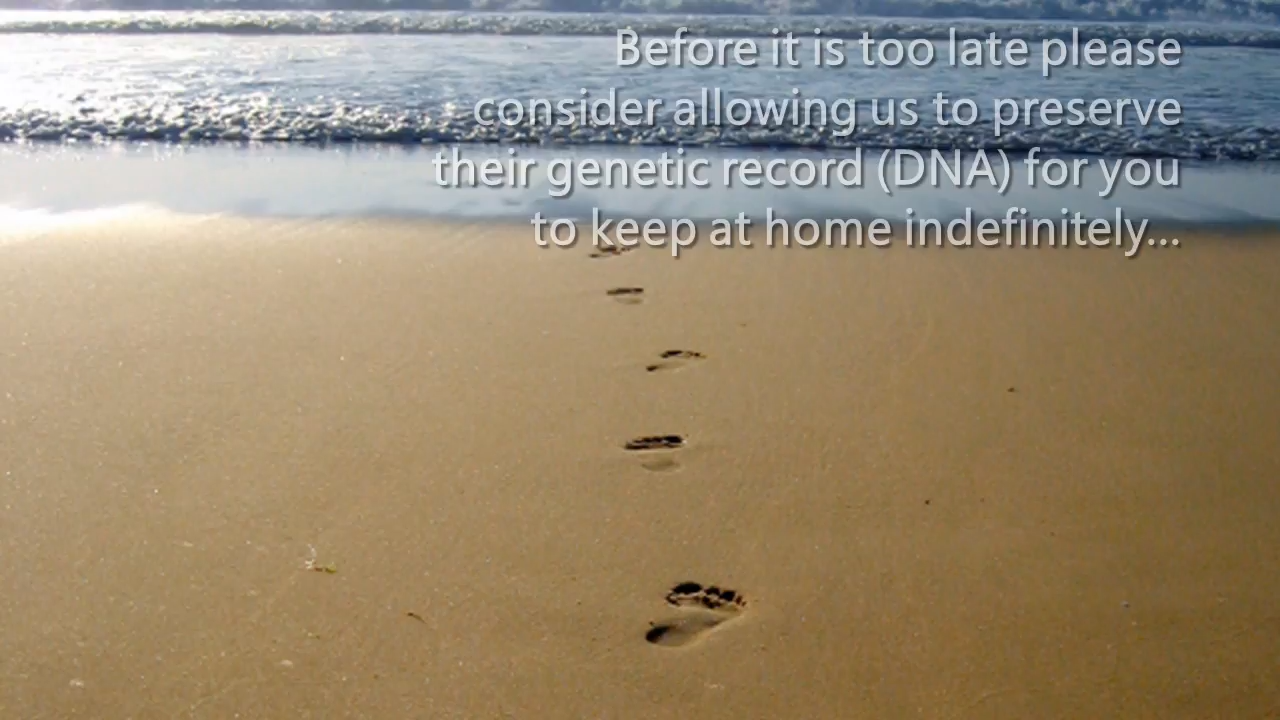 Before it is too late please
consider allowing us to preserve
their genetic record (DNA) for you
to keep at home indefinitely...